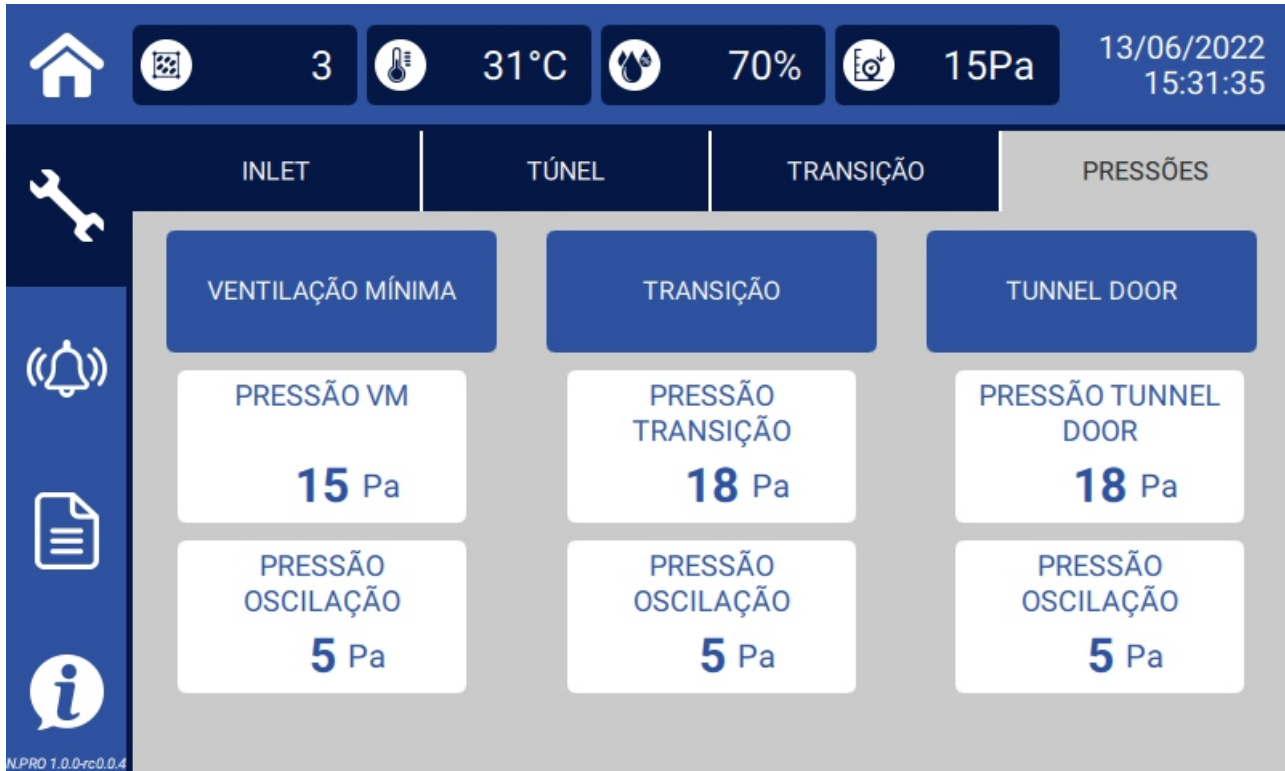 3
31°C
70%
15Pa
13/06/2022
15:31:35
INLET
TÚNEL
TRANSIÇÃO
PRESSÕES
VENTILAÇÃO MÍNIMA
TRANSIÇÃO
TUNNEL DOOR
PRESSÃO VM
15 Pa
PRESSÃO
TRANSIÇÃO
18 Pa
PRESSÃO TUNNEL
DOOR
18 Pa
PRESSÃO
OSCILAÇÃO
5 Pa
PRESSÃO
OSCILAÇÃO
5 Pa
PRESSÃO
OSCILAÇÃO
5 Pa
N.PRO 1.0.0-rc0.0.4